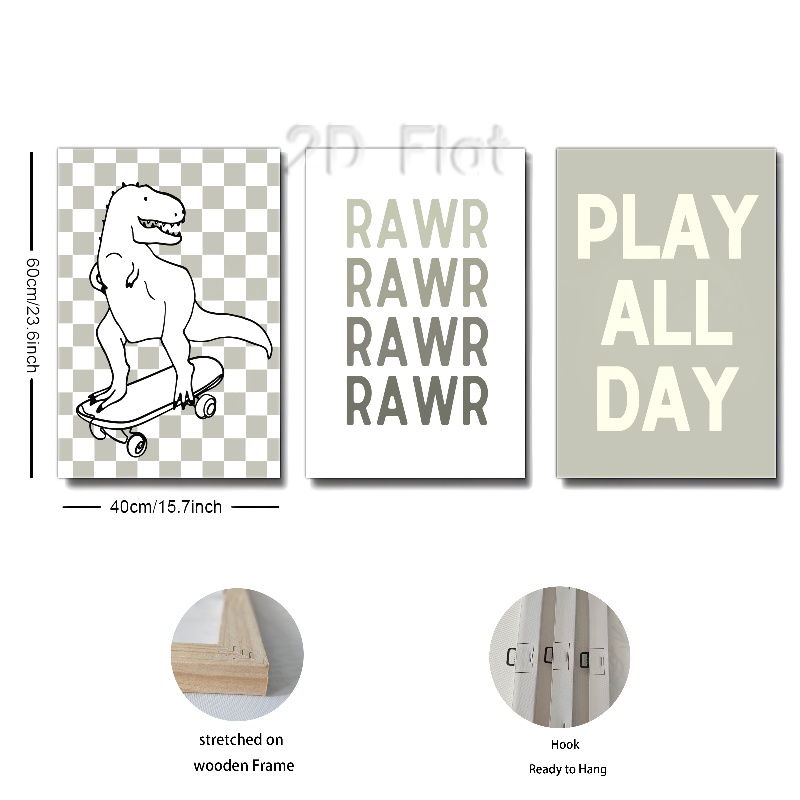 2D Flat
RAWR
RAWR
RAWR
RAWR
PLAY
ALL
DAY
60cm/23.6inch
40cm/15.7inch
stretched on
wooden Frame
Hook
Ready to Hang